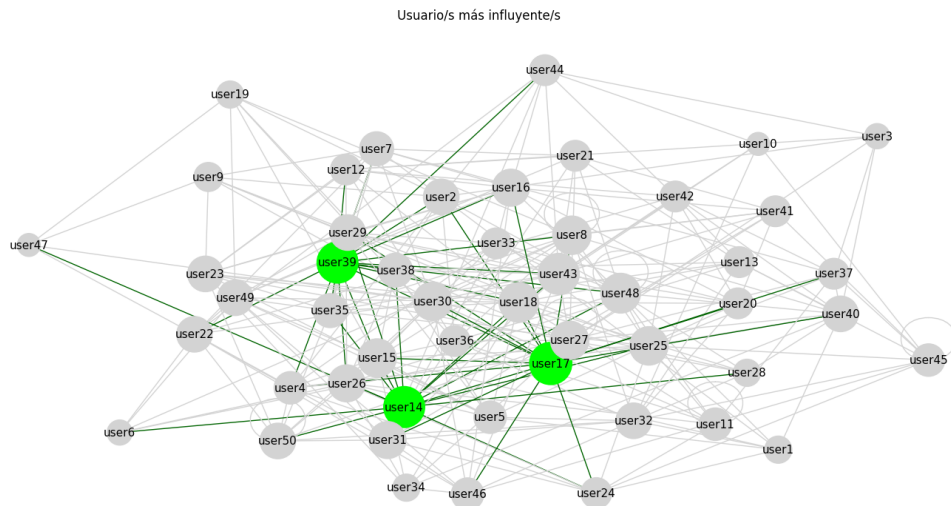 Usuario/s más influyente/s
user44
user19
user3
user10
user7
user21
user12
user9
user16
user2
user42
user41
user29
user8
user33
user47
user39
user13
user38
user23
user43
user37
user48
user49
user30
user18
user20
user35
user40
user22
user36
user27
user25
user15
user45
user17
user28
user26
user4
user14
user5
user32
user11
user6
user31
user50
user1
user34
user46
user24